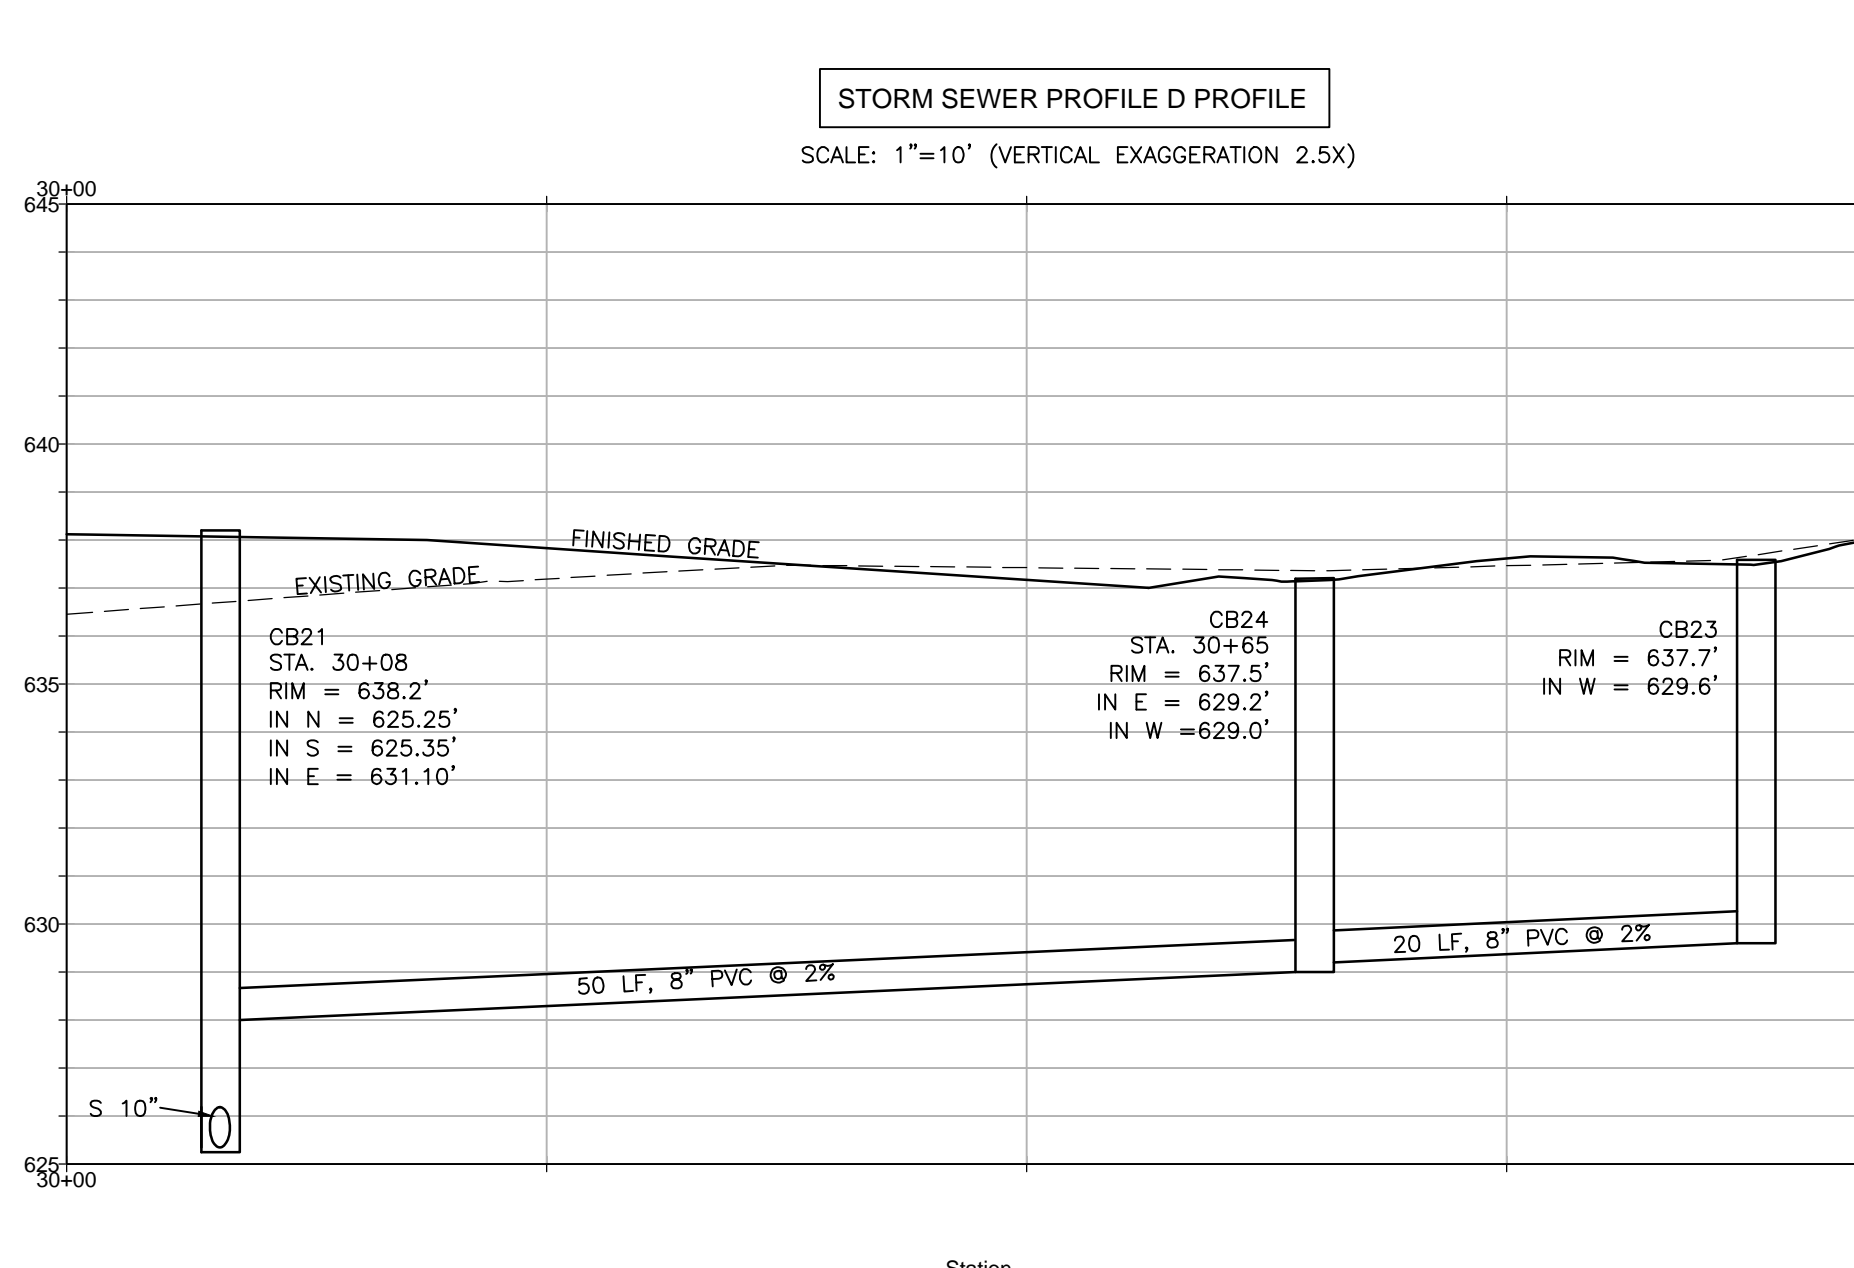 STORM SEWER PROFILE D PROFILE
SCALE: 1"=10' (VERTICAL EXAGGERATION 2.5X)
30+00
645
640
FINISHED GRADE
EXISTING GRADE
CB21
STA. 30+08
RIM = 638.2'
IN N = 625.25'
IN S = 625.35'
IN E = 631.10'
CB24
STA. 30+65
RIM = 637.5'
IN E = 629.2'
IN W =629.0'
CB23
RIM = 637.7'
IN W = 629.6'
635
630
50 LF, 8" PVC @ 2%
20 LF, 8" PVC @ 2%
S 10"
625
30+00
Station